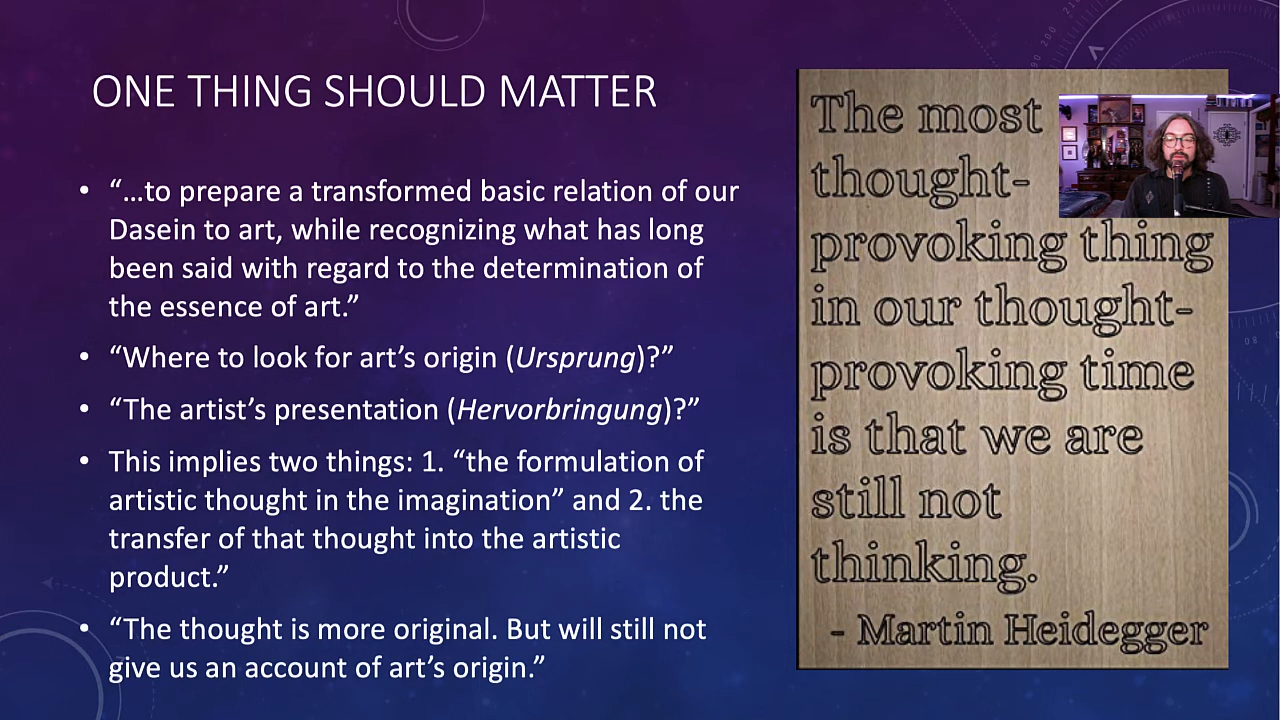 ONE THING SHOULD MATTER
• “…to prepare a transformed basic relation of our
Dasein to art, while recognizing what has long
been said with regard to the determination of
the essence of art.”
• “Where to look for art’s origin (Ursprung)?”
• “The artist’s presentation (Hervorbringung)?”
• This implies two things: 1. “the formulation of
artistic thought in the imagination” and 2. the
transfer of that thought into the artistic
product.”
• “The thought is more original. But will still not
give us an account of art’s origin.”
The most
thought-
provoking thing
in our thought-
provoking time
is that we are
still not
thinking.
- Martin Heidegger